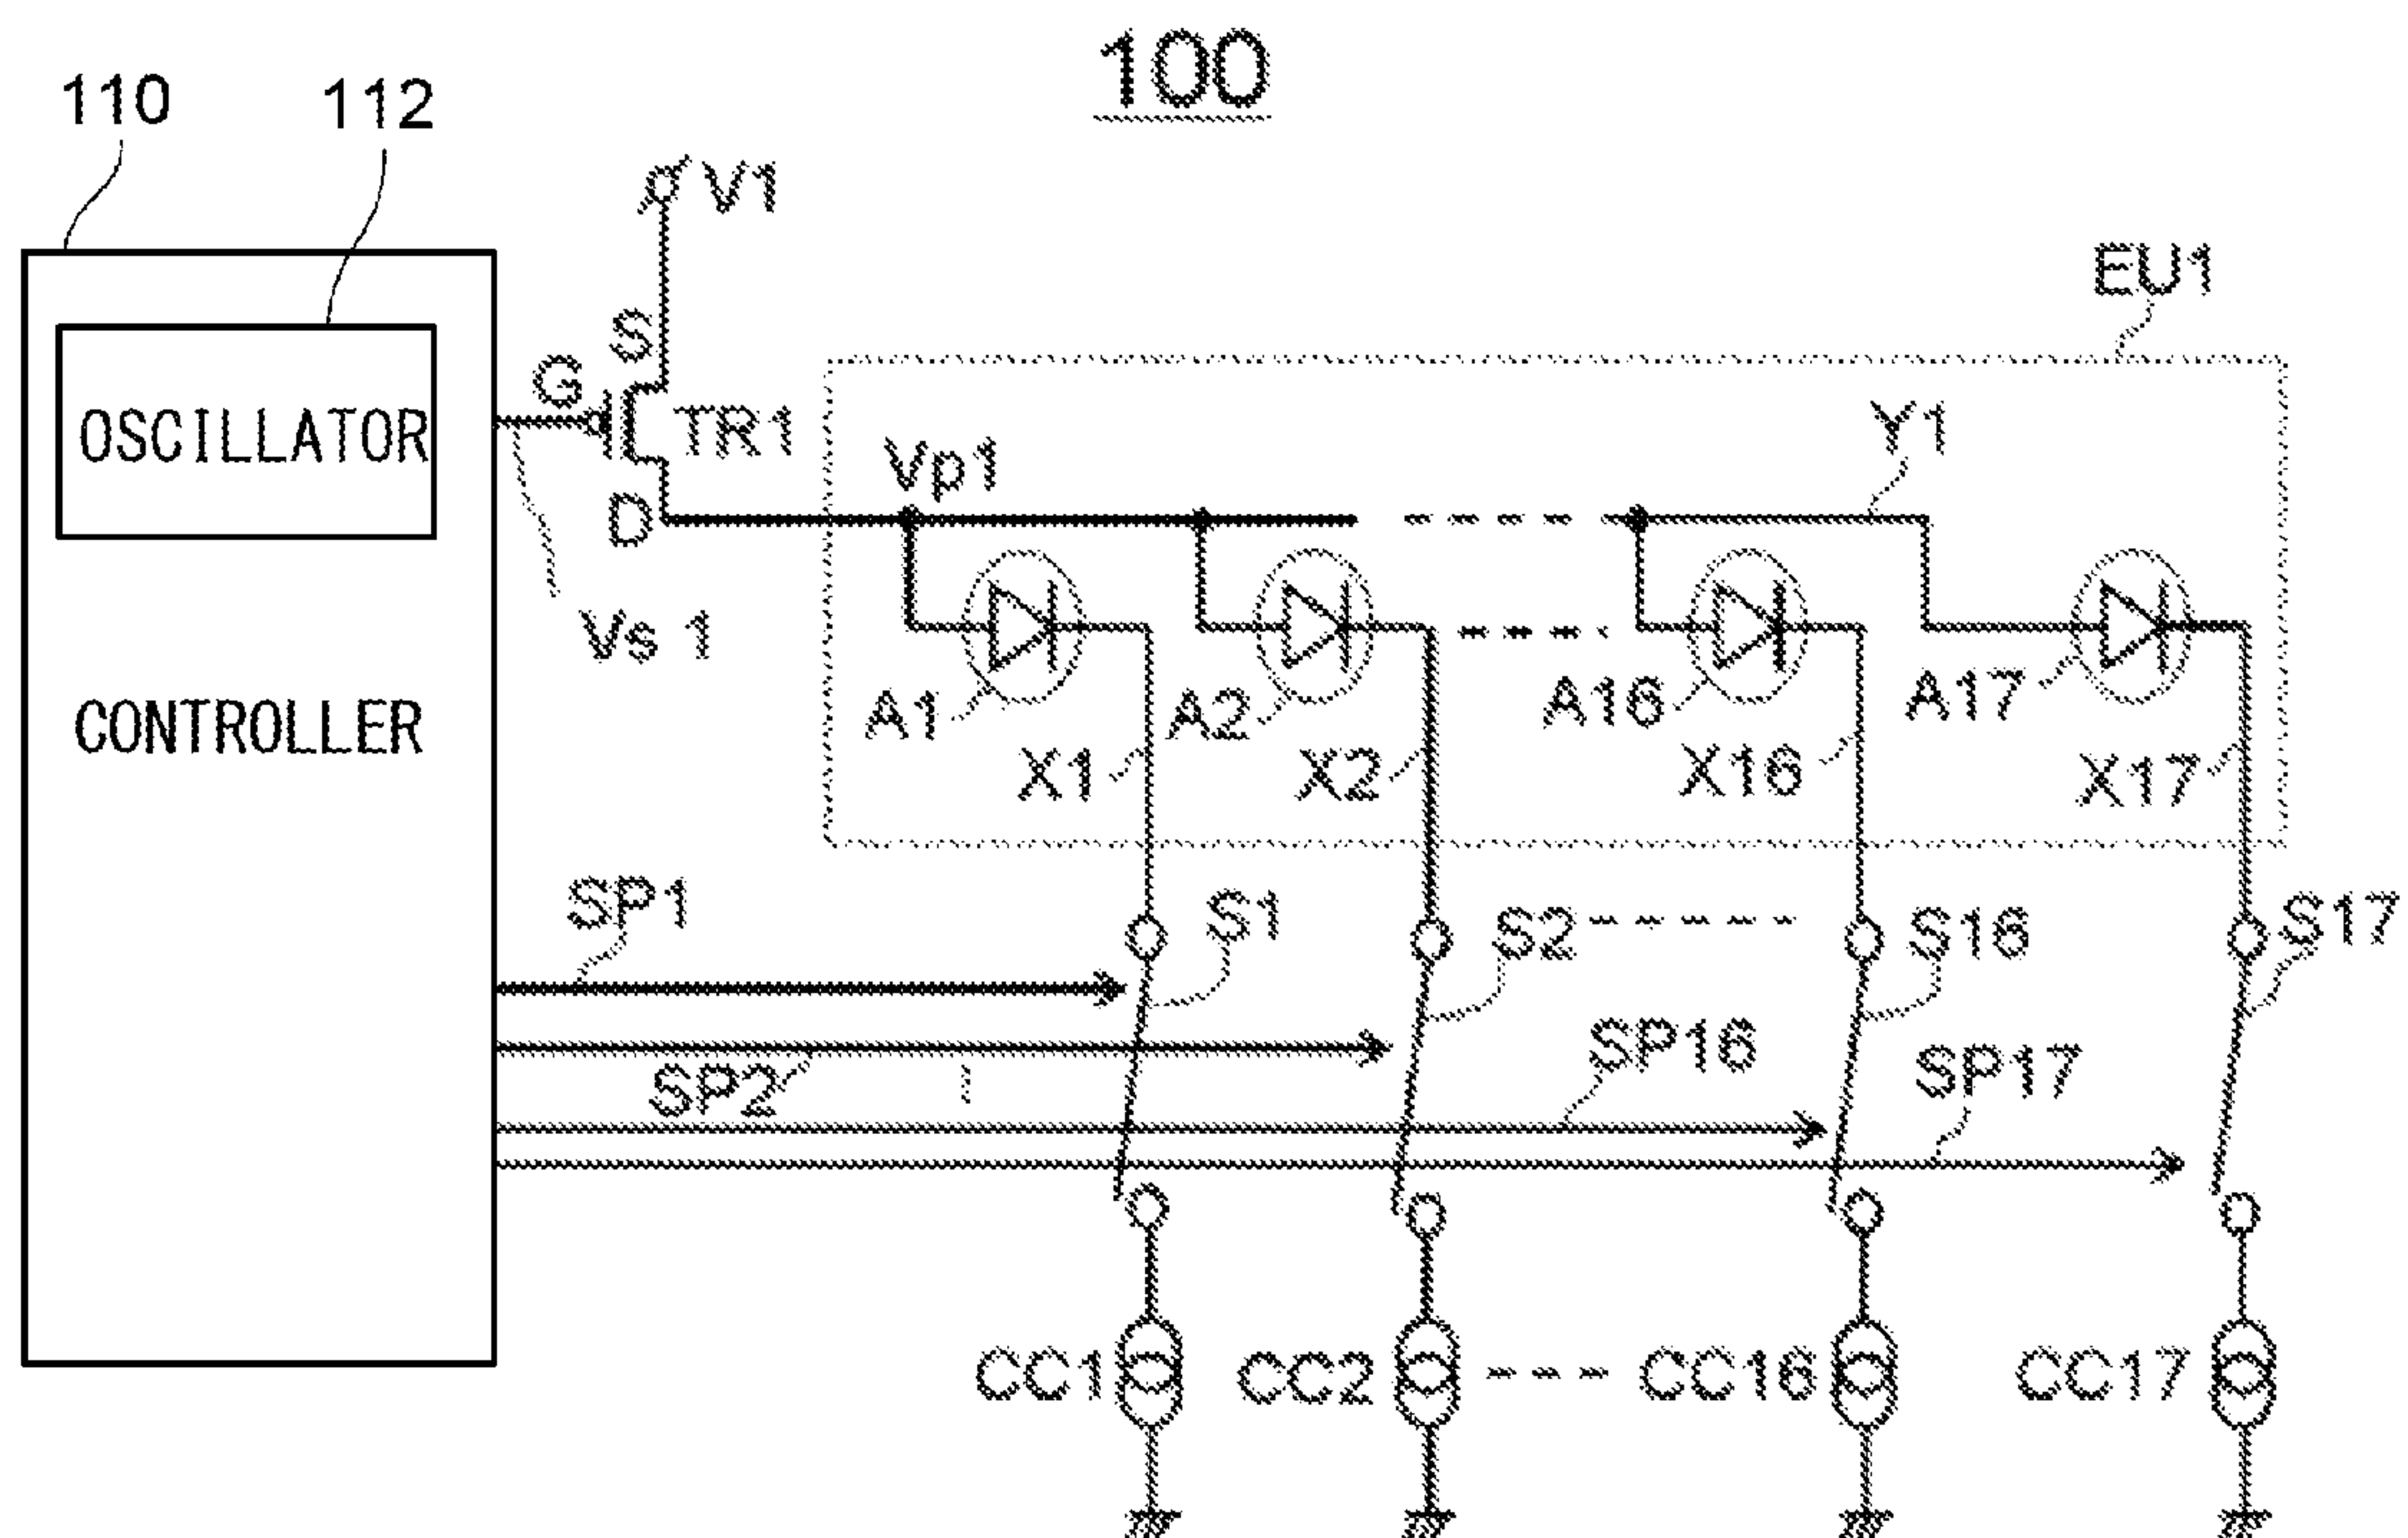 100
110
112
V1
EU1
S
G
OSCILLATOR
TR1
Y1
Vp1
D
Vs 1
A1
A2
A16
A17
CONTROLLER
X1
X2
X16
X17
SP1
S1
S2
S16
S17
SP16
SP17
SP2
CC1
CC2
CC16
CC17